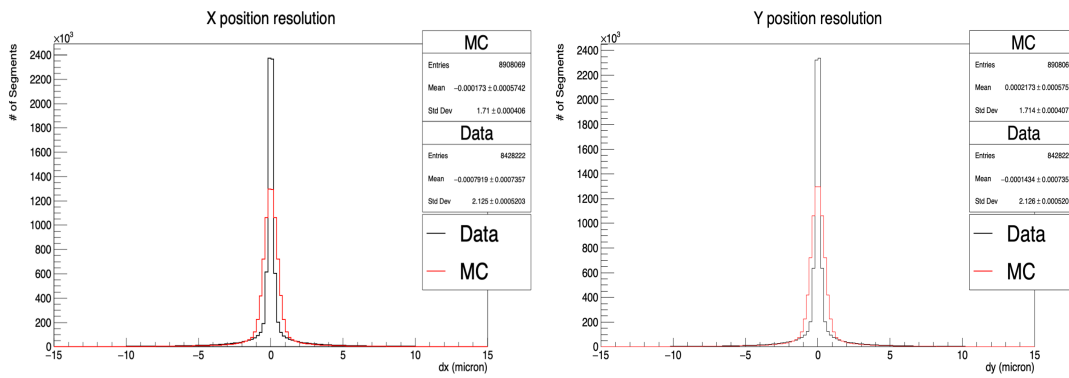 X position resolution
×10³
# of Segments
2400
2200
2000
1800
1600
1400
1200
1000
800
600
400
200
0
−15
−10
−5
0
5
10
15
dx (micron)
MC
Entries 8908069
Mean −0.000173 ± 0.0005742
Std Dev 1.71 ± 0.000406
Data
Entries 8428222
Mean −0.0007919 ± 0.0007357
Std Dev 2.125 ± 0.0005203
Data
MC
Y position resolution
×10³
# of Segments
2400
2200
2000
1800
1600
1400
1200
1000
800
600
400
200
0
−15
−10
−5
0
5
10
15
dy (micron)
MC
Entries 890806
Mean 0.0002173 ± 0.000575
Std Dev 1.714 ± 0.000407
Data
Entries 842822
Mean −0.0001434 ± 0.000735
Std Dev 2.126 ± 0.000520
Data
MC